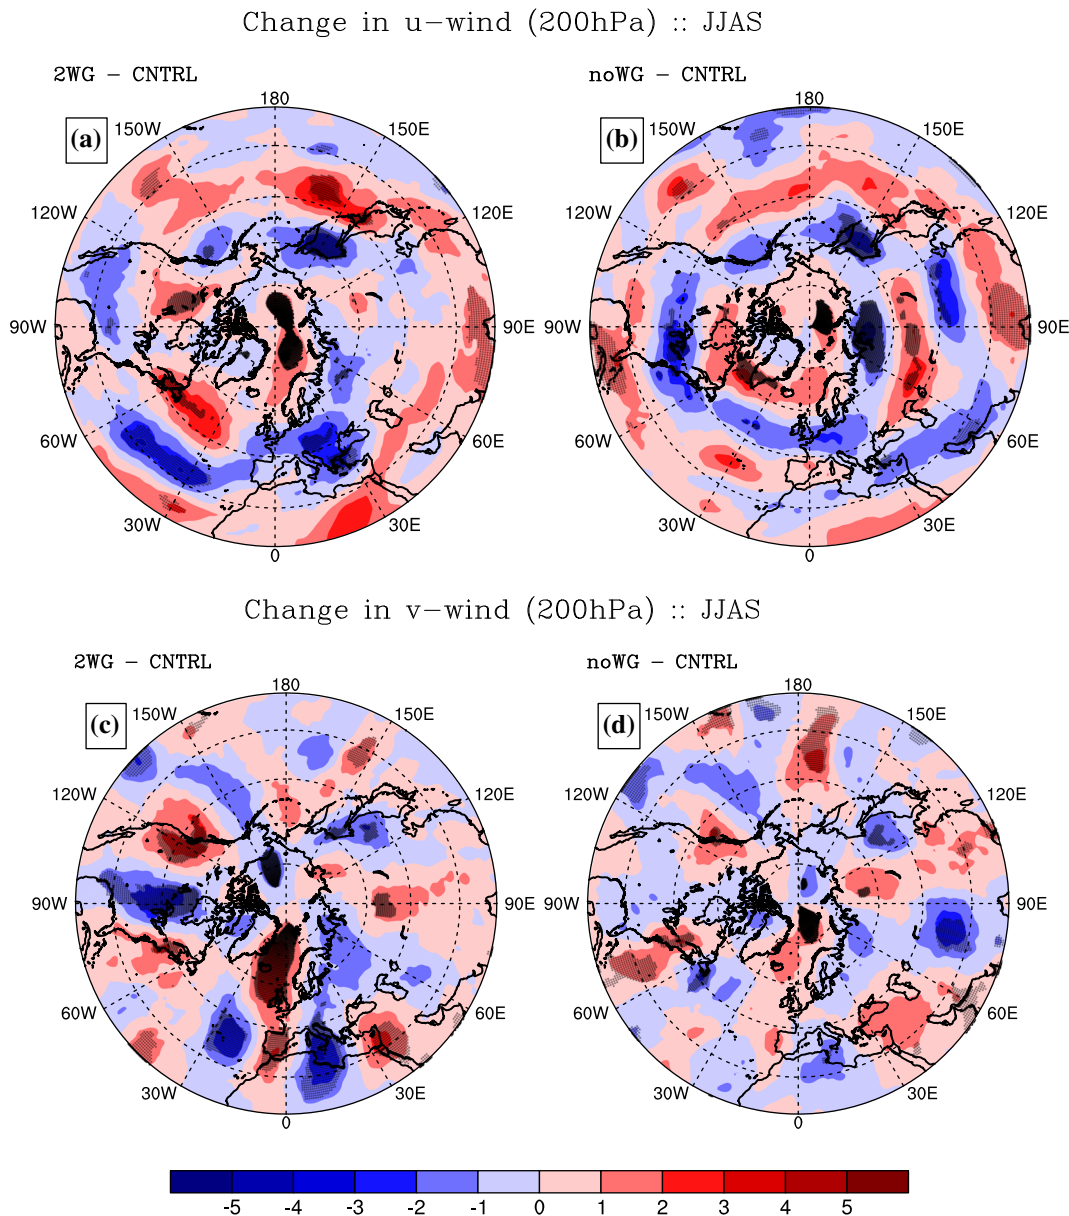 Change in u−wind (200hPa) :: JJAS
2WG − CNTRL
noWG − CNTRL
(a)
180
150W
150E
120W
120E
90W
90E
60W
60E
30W
30E
0
(b)
180
150W
150E
120W
120E
90W
90E
60W
60E
30W
30E
0
Change in v−wind (200hPa) :: JJAS
2WG − CNTRL
noWG − CNTRL
(c)
180
150W
150E
120W
120E
90W
90E
60W
60E
30W
30E
0
(d)
180
150W
150E
120W
120E
90W
90E
60W
60E
30W
30E
0
-5 -4 -3 -2 -1 0 1 2 3 4 5